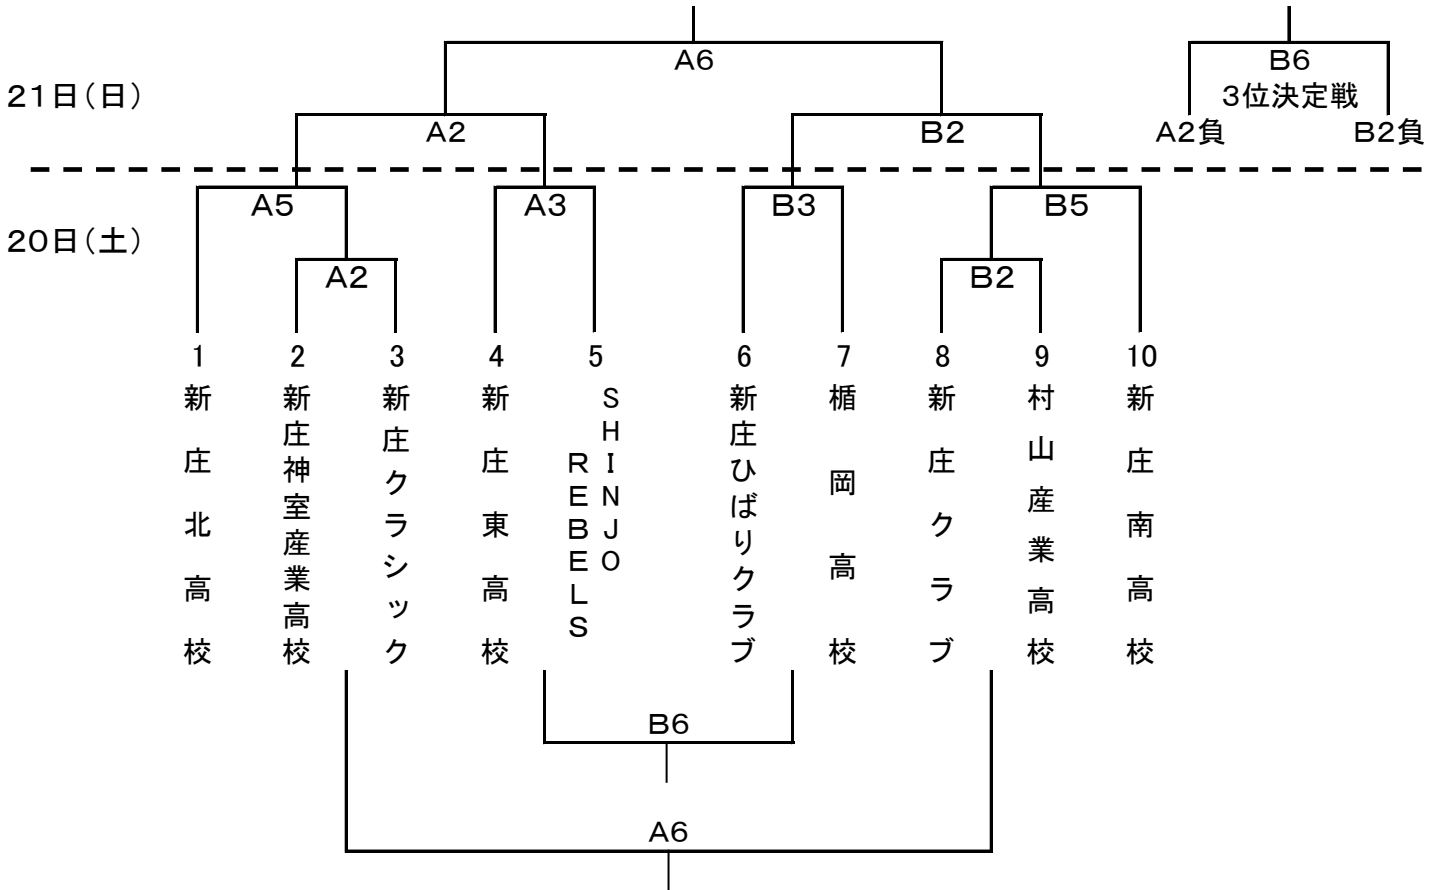 A6
B6
21日(日)
3位決定戦
A2
B2
A2負
B2負
A5
A3
B3
B5
20日(土)
A2
B2
1
2
3
4
5
6
7
8
9
10
新庄北高校
新庄神室産業高校
新庄クラシック
新庄東高校
SHINJO
REBELS
新庄ひばりクラブ
楯岡高校
新庄クラブ
村山産業高校
新庄南高校
B6
A6